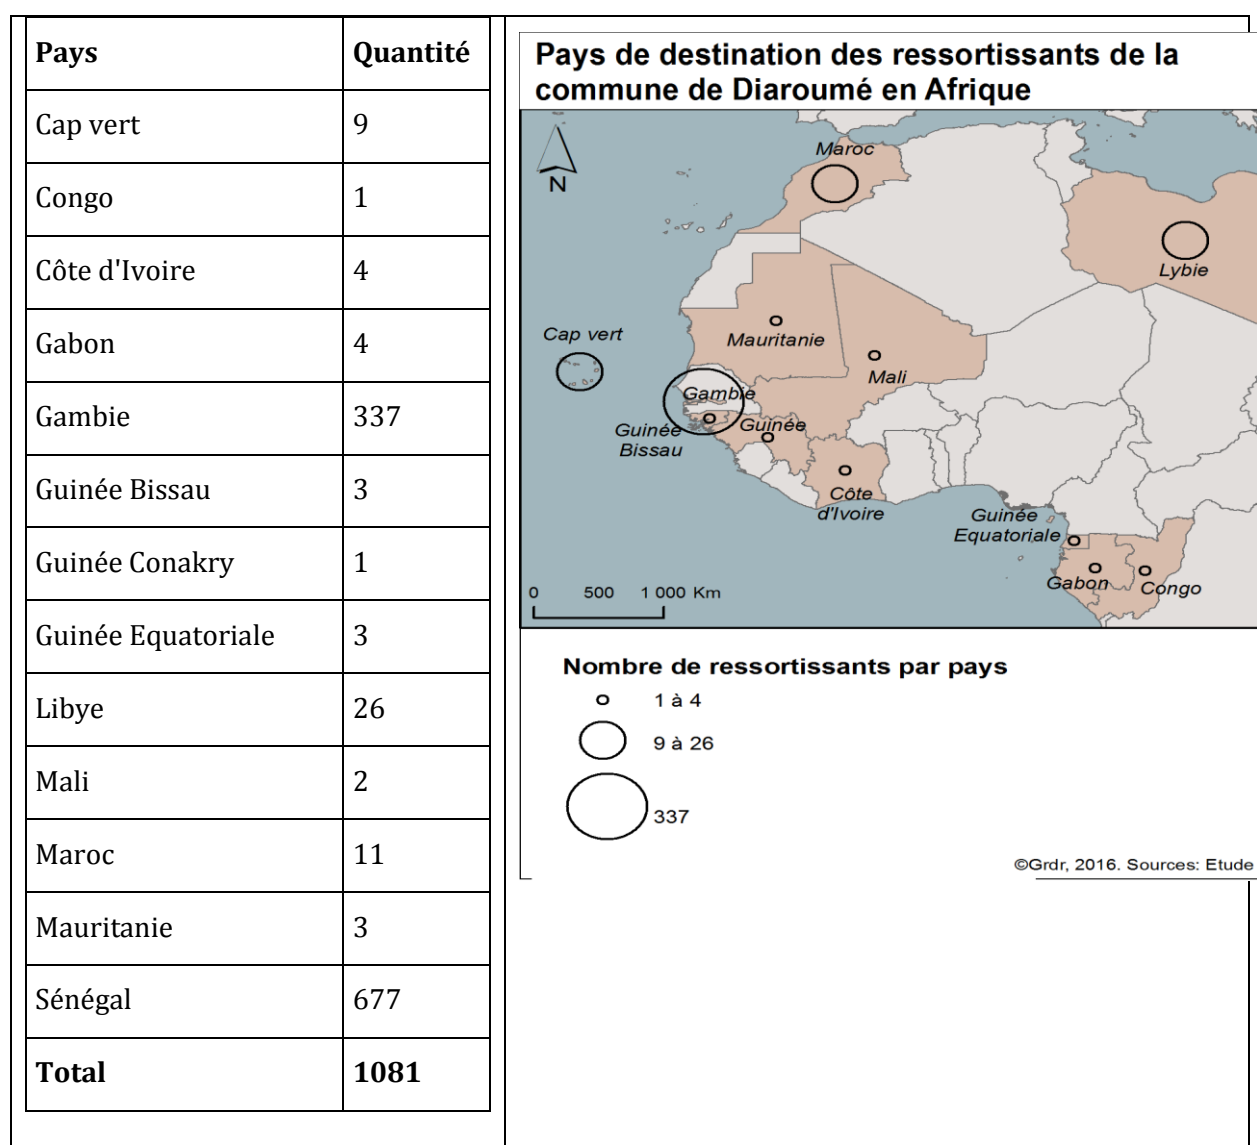 Pays Quantité
Cap vert 9
Congo 1
Côte d'Ivoire 4
Gabon 4
Gambie 337
Guinée Bissau 3
Guinée Conakry 1
Guinée Equatoriale 3
Libye 26
Mali 2
Maroc 11
Mauritanie 3
Sénégal 677
Total 1081
Pays de destination des ressortissants de la
commune de Diaroumé en Afrique
N
Maroc
Lybie
Cap vert
Mauritanie
Mali
Gambie
Guinée
Bissau
Guinée
Côte
d'Ivoire
Guinée
Equatoriale
Gabon
Congo
0 500 1 000 Km
Nombre de ressortissants par pays
1 à 4
9 à 26
337
©Grdr, 2016. Sources: Etude